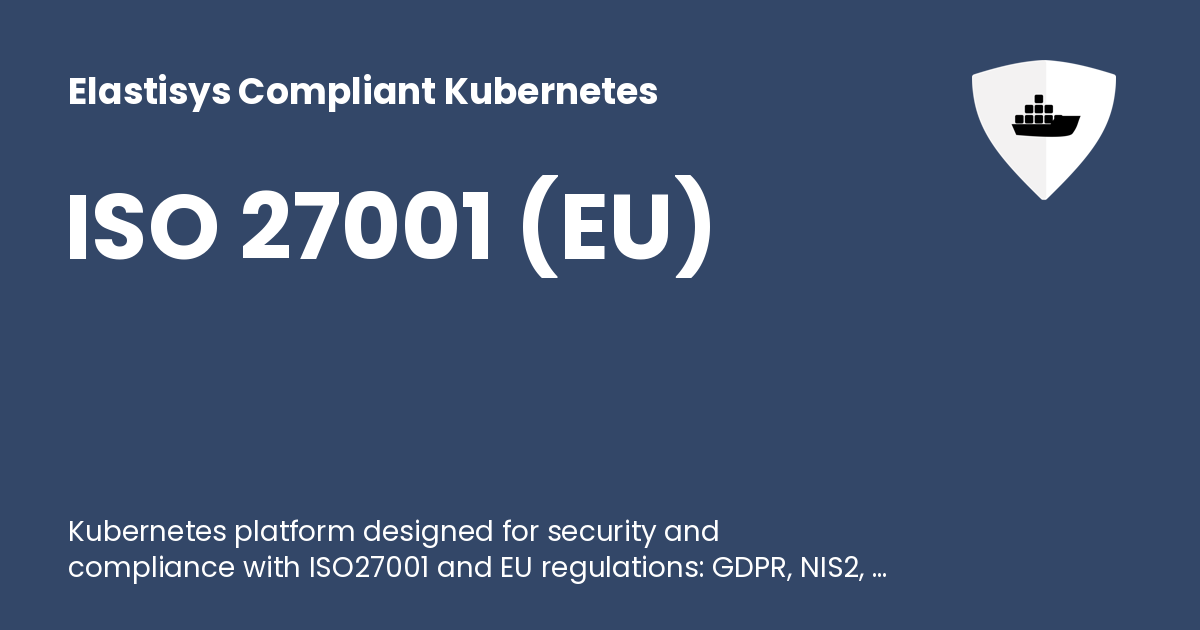 Elastisys Compliant Kubernetes
ISO 27001 (EU)
Kubernetes platform designed for security and
compliance with ISO27001 and EU regulations: GDPR, NIS2, ...